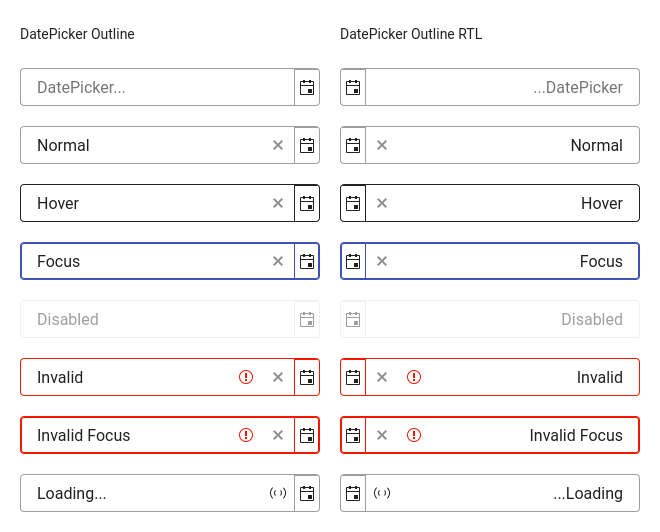 DatePicker Outline
DatePicker Outline RTL
DatePicker...
...DatePicker
Normal
Normal
Hover
Hover
Focus
Focus
Disabled
Disabled
Invalid
Invalid
Invalid Focus
Invalid Focus
Loading...
...Loading